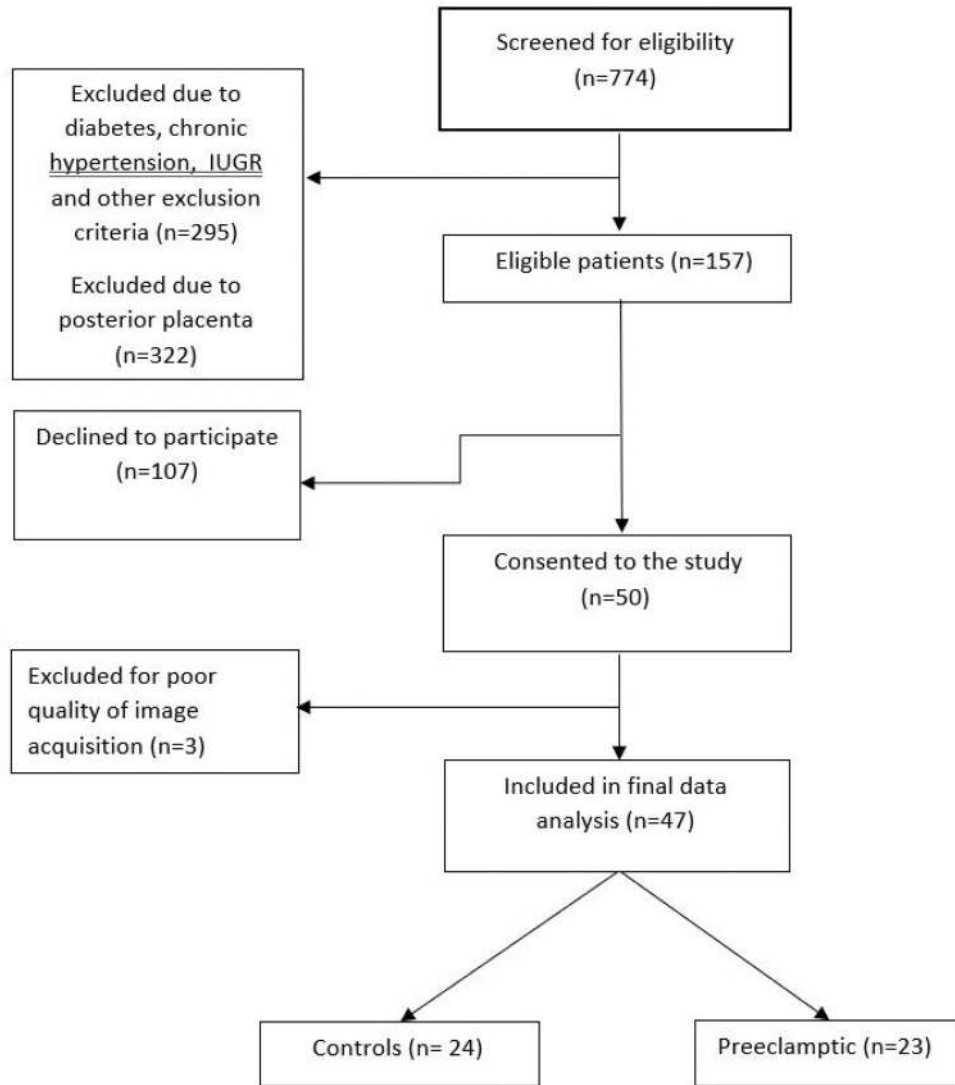 Screened for eligibility
(n=774)
Excluded due to
diabetes, chronic
hypertension,  IUGR
and other exclusion
criteria (n=295)
Excluded due to
posterior placenta
(n=322)
Eligible patients (n=157)
Declined to participate
(n=107)
Consented to the study
(n=50)
Excluded for poor
quality of image
acquisition (n=3)
Included in final data
analysis (n=47)
Controls (n= 24)
Preeclamptic (n=23)